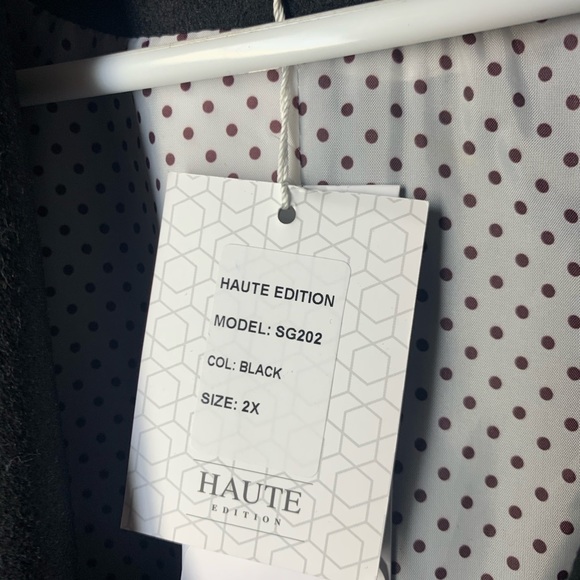 HAUTE EDITION
MODEL: SG202
COL: BLACK
SIZE: 2X
HAUTE
EDITION